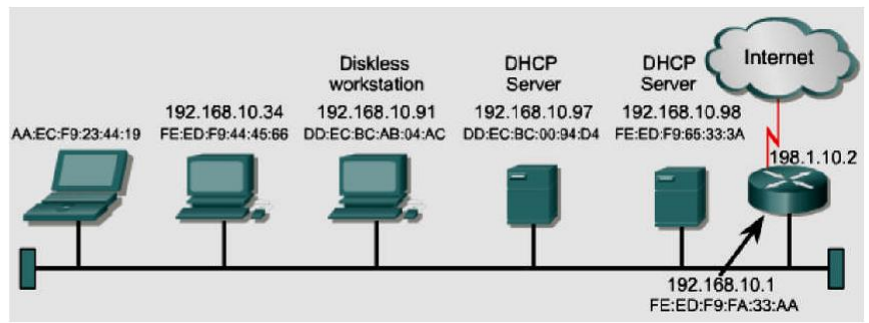 Internet
Diskless
workstation
DHCP
Server
DHCP
Server
AA:EC:F9:23:44:19
192.168.10.34
FE:ED:F9:44:45:66
192.168.10.91
DD:EC:BC:AB:04:AC
192.168.10.97
DD:EC:BC:00:94:D4
192.168.10.98
FE:ED:F9:65:33:3A
198.1.10.2
192.168.10.1
FE:ED:F9:FA:33:AA